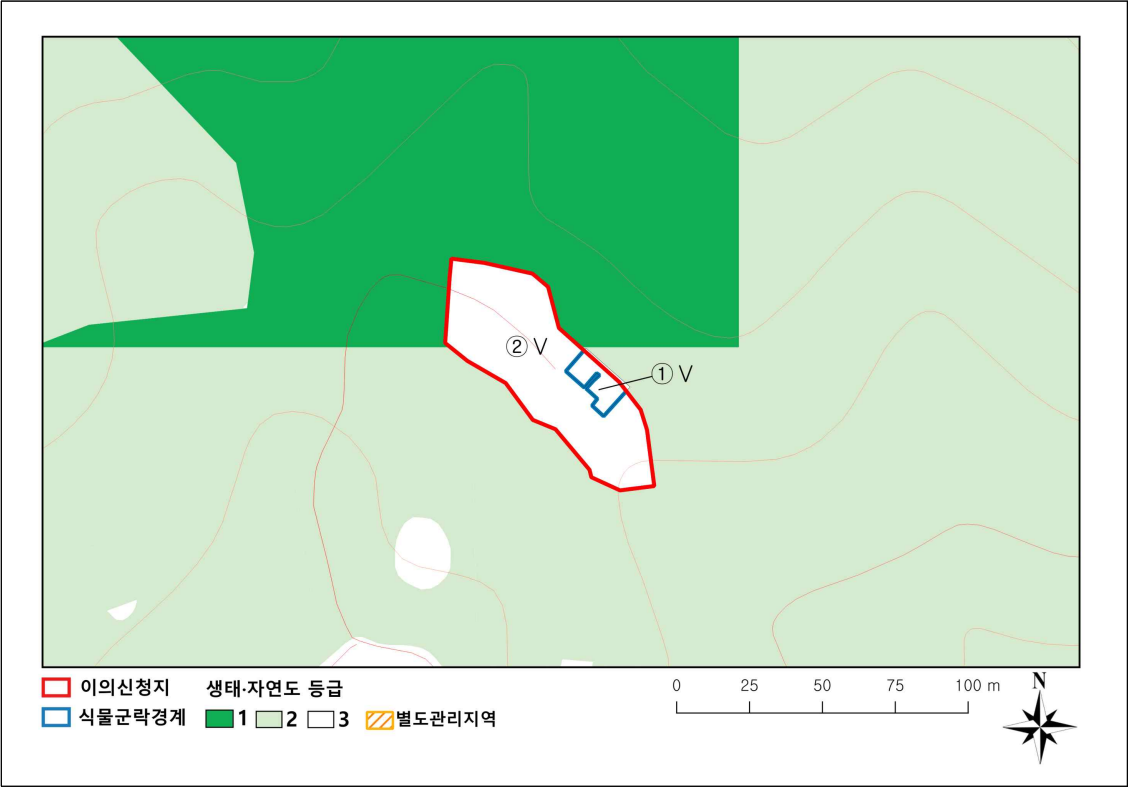 ② Ⅴ
① Ⅴ
이의신청지 생태·자연도 등급
식물군락경계 1 2 3 별도관리지역
0 25 50 75 100 m
N